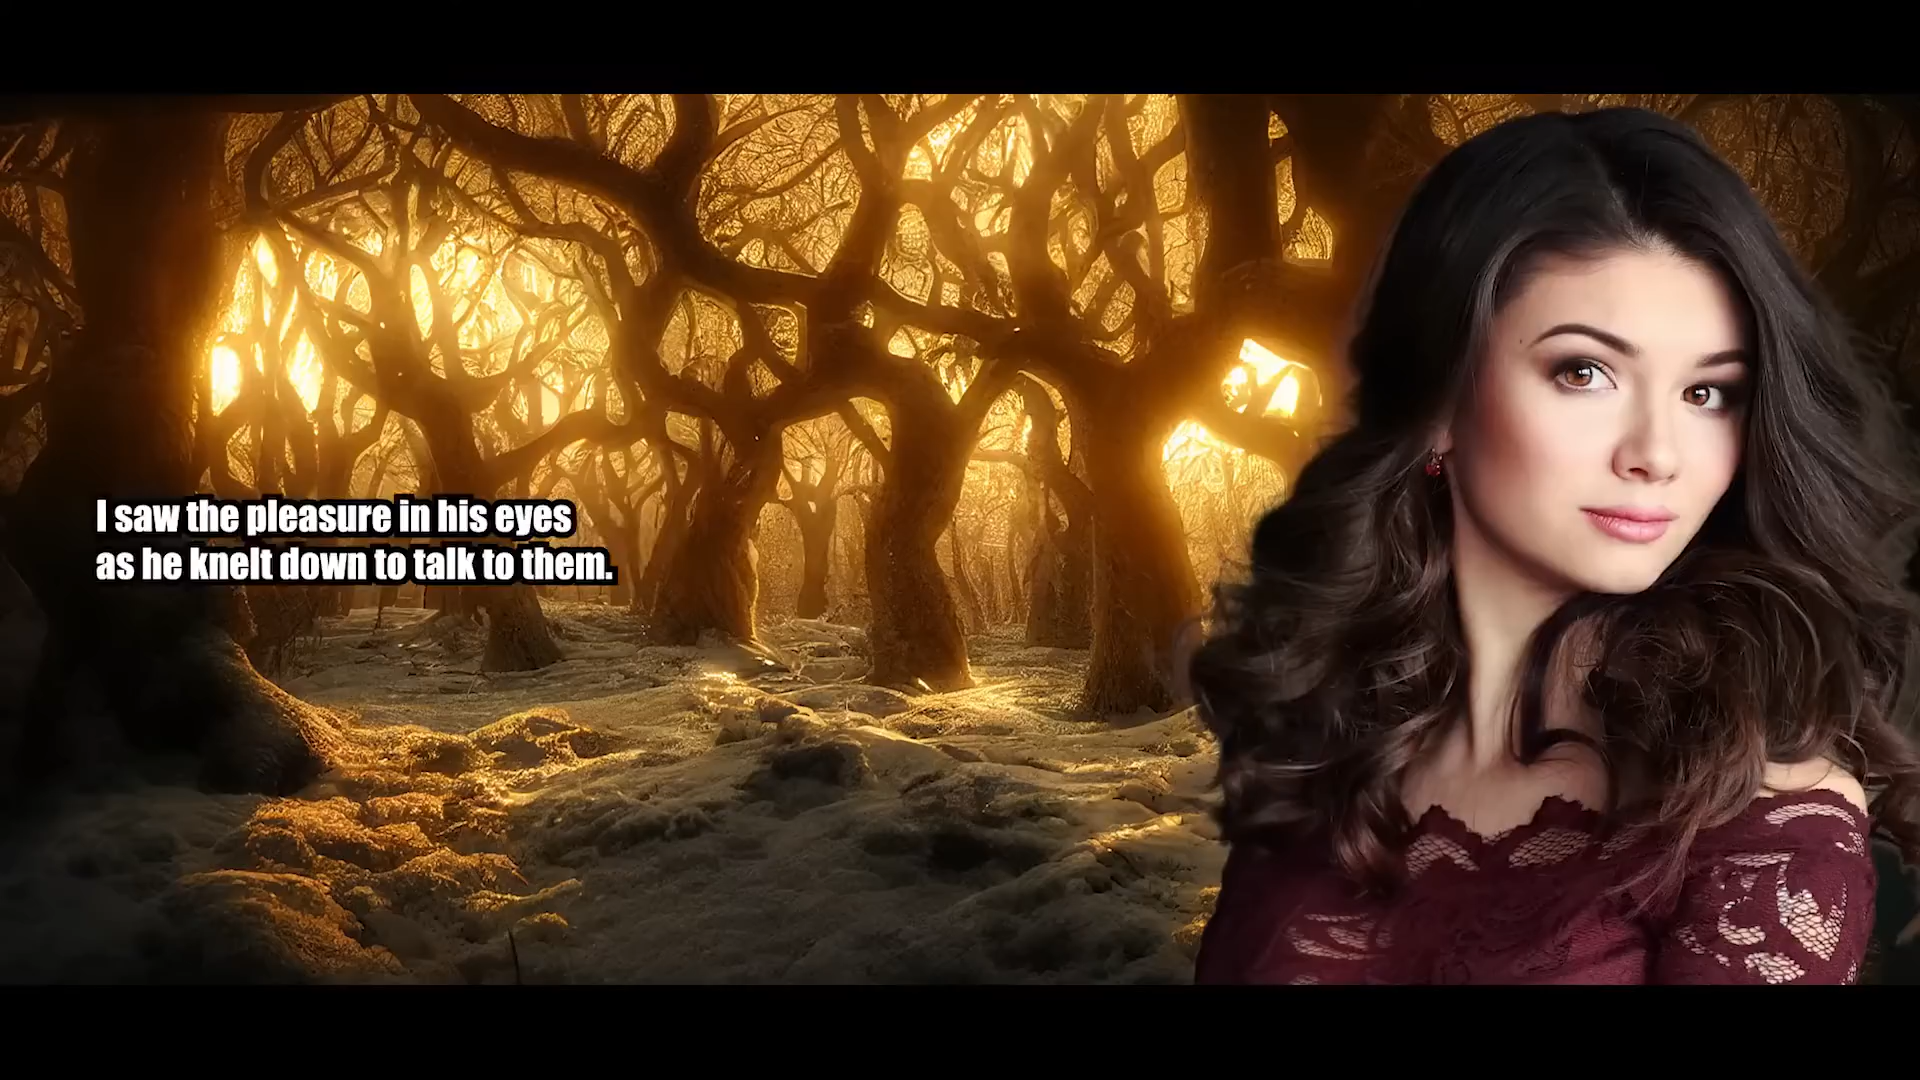 I saw the pleasure in his eyes
as he knelt down to talk to them.